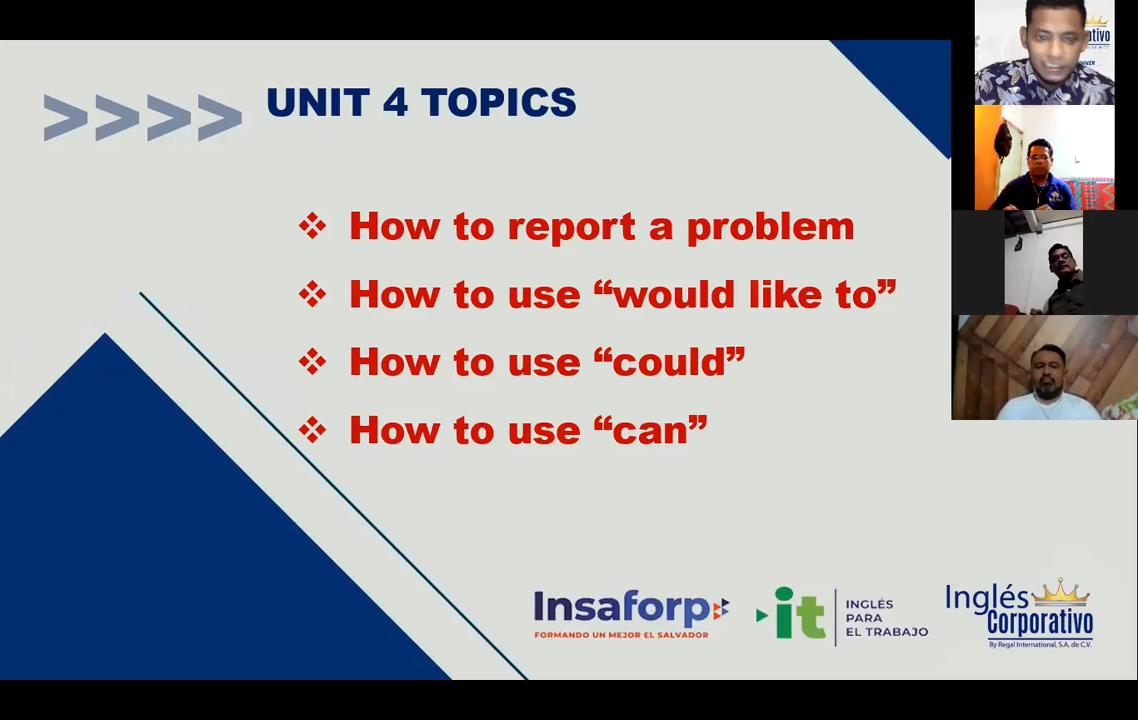 >>>> UNIT 4 TOPICS
❖ How to report a problem
❖ How to use “would like to”
❖ How to use “could”
❖ How to use “can”
Insaforp
FORMANDO UN MEJOR EL SALVADOR
it
INGLÉS
PARA
EL TRABAJO
Inglés
Corporativo
By Regal International, S.A. de C.V.